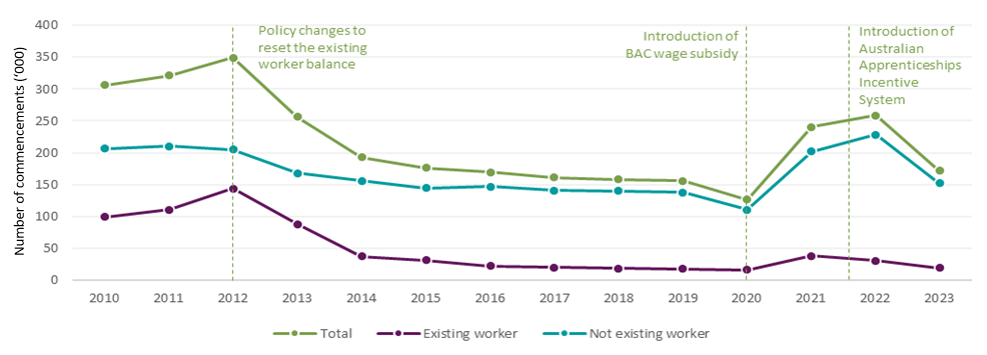 400
350
300
250
200
150
100
50
0
Number of commencements ('000)
Policy changes to
reset the existing
worker balance
Introduction of
BAC wage subsidy
Introduction of
Australian
Apprenticeships
Incentive
System
2010 2011 2012 2013 2014 2015 2016 2017 2018 2019 2020 2021 2022 2023
Total Existing worker Not existing worker